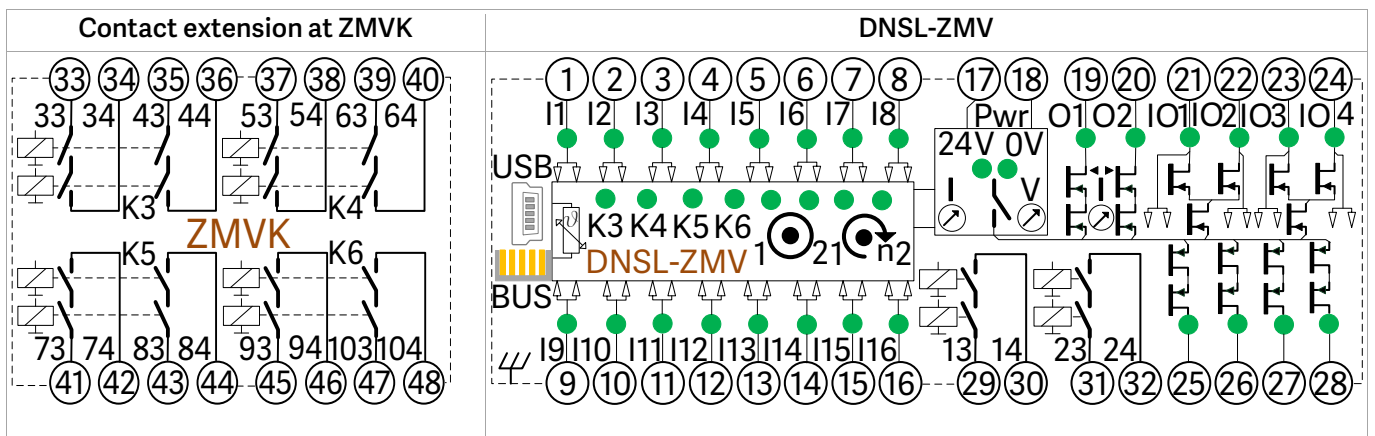 Contact extension at ZMVK
DNSL-ZMV
33 34 35 36 37 38 39 40
33 34 43 44 53 54 63 64
K3 K4
ZMVK
K5 K6
73 74 83 84 93 94 103 104
41 42 43 44 45 46 47 48
1 2 3 4 5 6 7 8 17 18 19 20 21 22 23 24
I1 I2 I3 I4 I5 I6 I7 I8 Pwr O1 O2 IO1 IO2 IO3 IO 4
24V 0V
USB
I V I
ϑ K3 K4 K5 K6
DNSL-ZMV 1 2 1 n2
BUS
I9 I10 I11 I12 I13 I14 I15 I16 13 14 23 24
9 10 11 12 13 14 15 16 29 30 31 32 25 26 27 28